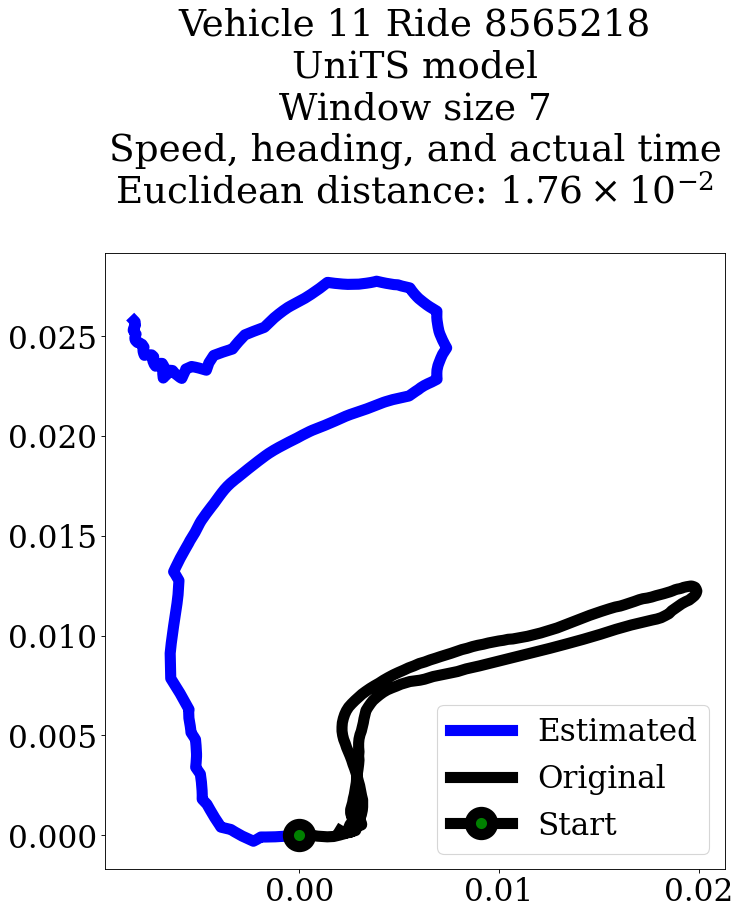 Vehicle 11 Ride 8565218
UniTS model
Window size 7
Speed, heading, and actual time
Euclidean distance: 1.76 × 10⁻²
0.025
0.020
0.015
0.010
0.005
0.000
Estimated
Original
Start
0.00 0.01 0.02